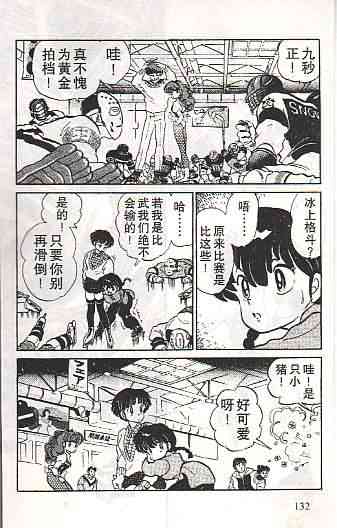 九秒
正！
哇！
真不愧
为黄金
拍档！
SNOW
冰上格斗？
唔……
原来比赛是
比这些！
哈……
若我是比
武我们绝不
会输的！
是的！
只要你别
再滑倒！
哇！是
只小
猪！
好可爱
呀！
132